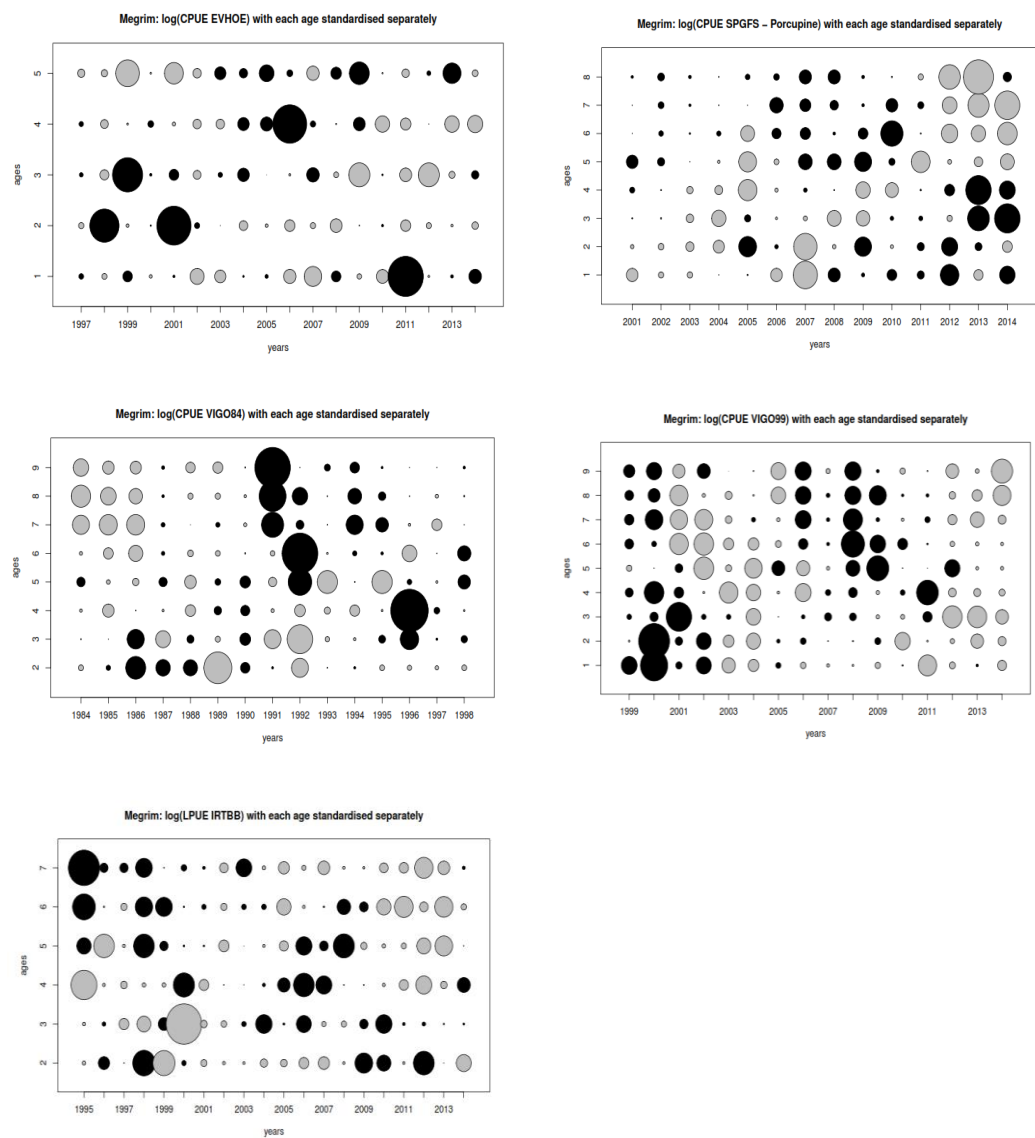 Megrim: log(CPUE EVHOE) with each age standardised separately
5
4
3
2
1
ages
1997 1999 2001 2003 2005 2007 2009 2011 2013
years
Megrim: log(CPUE SPGFS − Porcupine) with each age standardised separately
8
7
6
5
4
3
2
1
ages
2001 2002 2003 2004 2005 2006 2007 2008 2009 2010 2011 2012 2013 2014
years
Megrim: log(CPUE VIGO84) with each age standardised separately
9
8
7
6
5
4
3
2
ages
1984 1985 1986 1987 1988 1989 1990 1991 1992 1993 1994 1995 1996 1997 1998
years
Megrim: log(CPUE VIGO99) with each age standardised separately
9
8
7
6
5
4
3
2
1
ages
1999 2001 2003 2005 2007 2009 2011 2013
years
Megrim: log(LPUE IRTBB) with each age standardised separately
7
6
5
4
3
2
ages
1995 1997 1999 2001 2003 2005 2007 2009 2011 2013
years